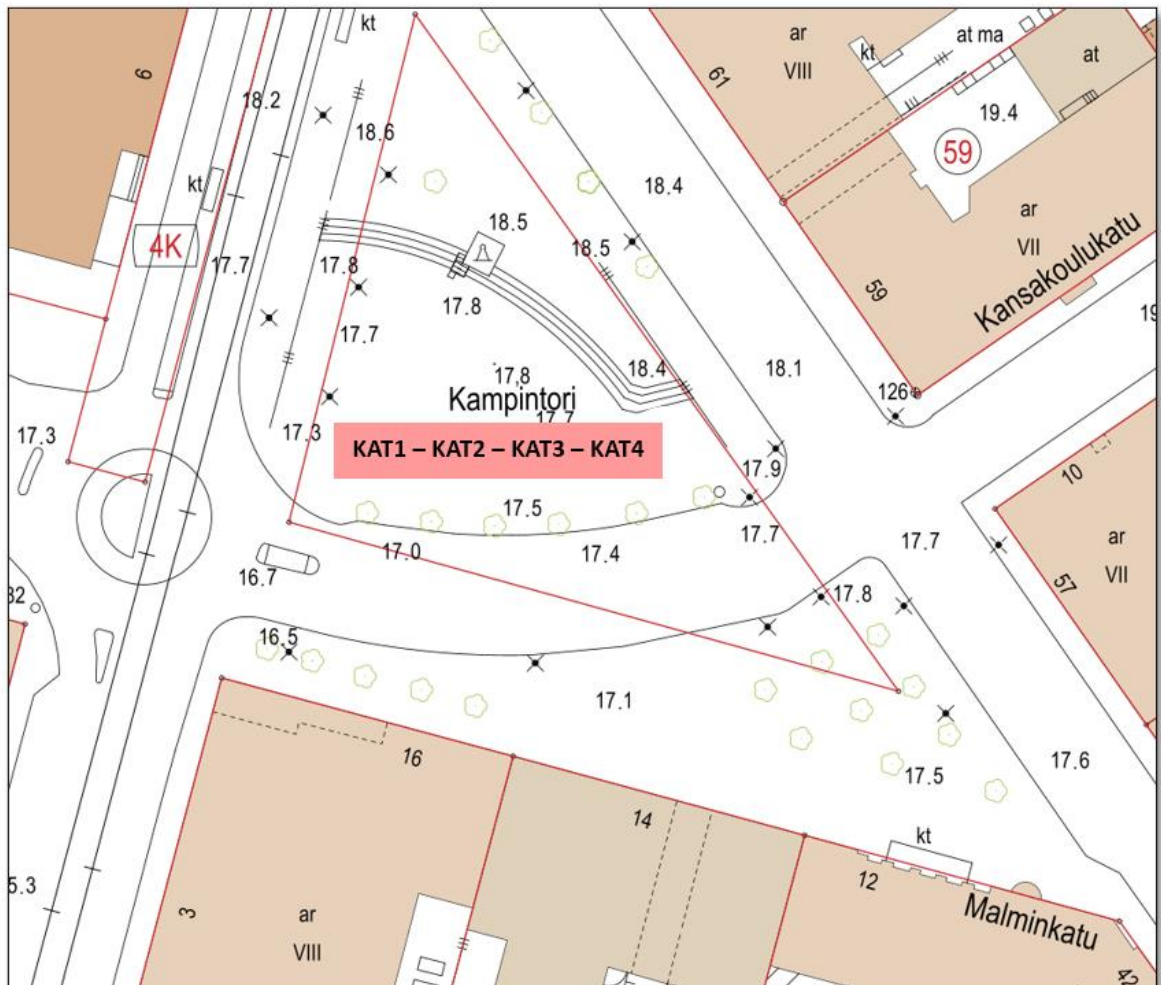 kt
ar
at ma
VIII
kt
at
61
6
18.2
19.4
18.6
59
kt
18.4
ar
18.5
VII
4K
18.5
Kansakoulukatu
17.7
17.8
59
17.8
17.7
18.4
18.1
17,8
126
Kampintori
17.7
17.3
17.3
KAT1 – KAT2 – KAT3 – KAT4
17.9
10
17.5
17.7
17.7
ar
17.0
17.4
VII
16.7
57
17.8
16.5
17.1
17.6
16
17.5
14
kt
12
5.3
3
ar
Malminkatu
VIII
42